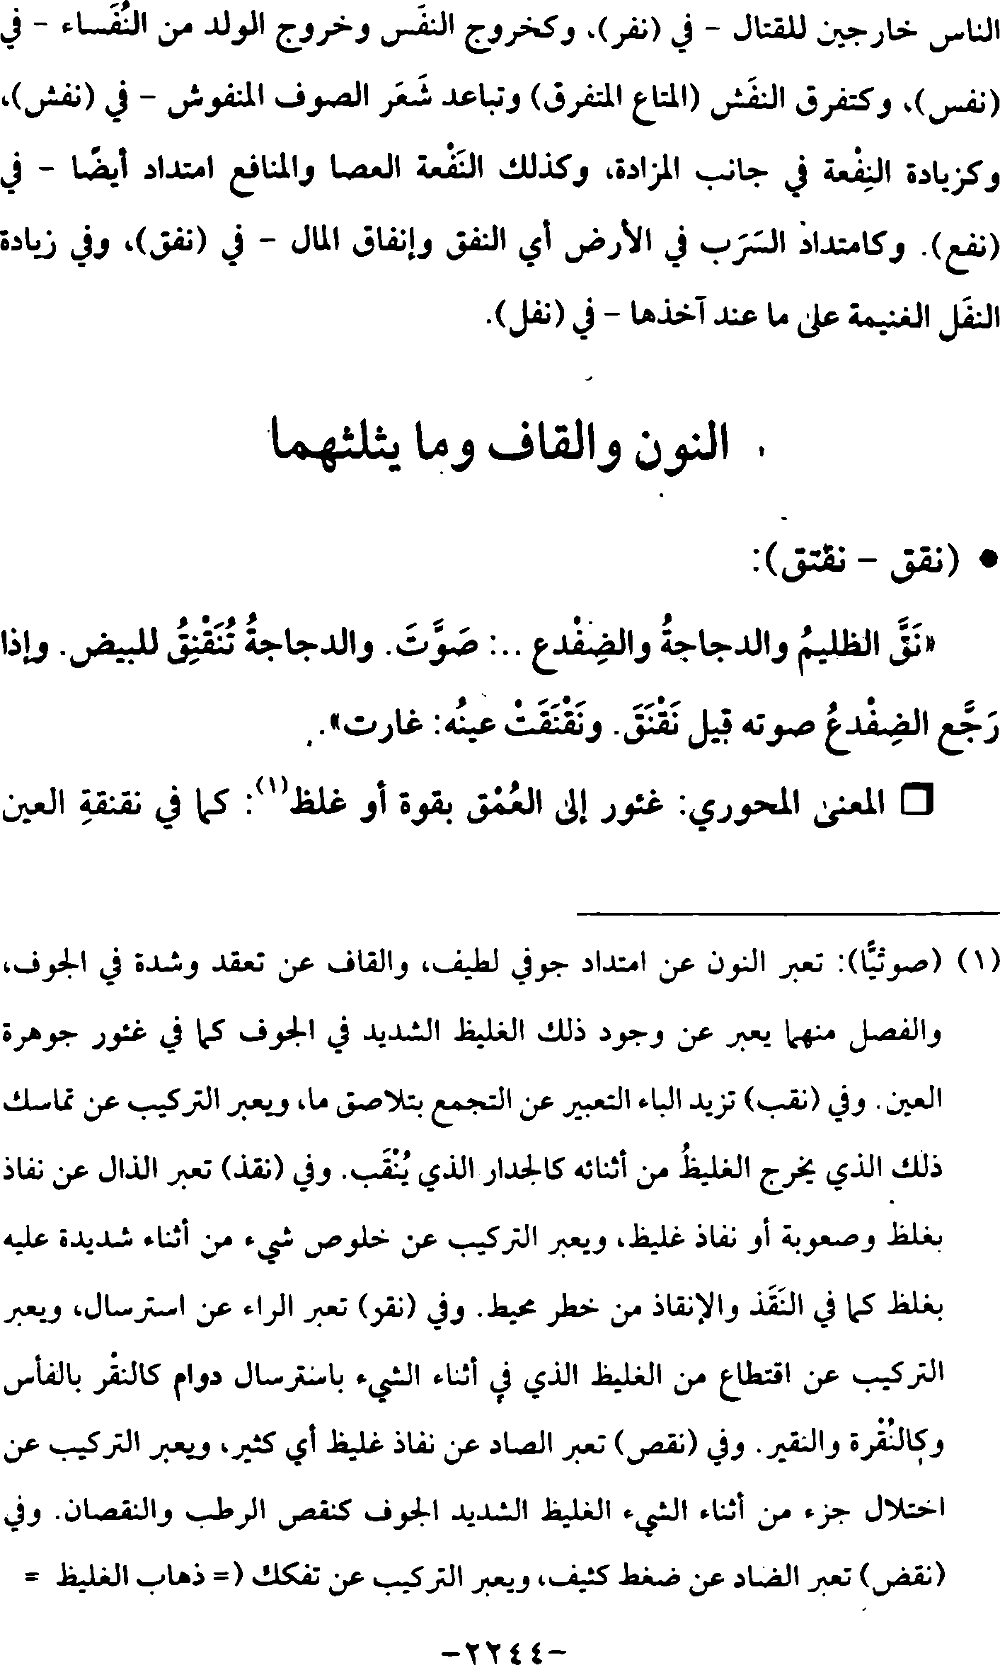 الناس خارجين للقتال – في (نفر)، وكخروج النفَس وخروج الولد من النُفَساء – في
(نفس)، وكتفرق النفَش (المتاع المتفرق) وتباعد شَعَر الصوف المنفوش – في (نفش)،
وكزيادة النِفْعة في جانب المزادة، وكذلك النَفْعة العصا والمنافع امتداد أيضًا – في
(نفع). وكامتداد السَرَب في الأرض أي النفق وإنفاق المال – في (نفق)، وفي زيادة
النفَل الغنيمة على ما عند آخذها – في (نفل).
النون والقاف وما يثلثهما
• (نقق – نقنق):
«نَقَّ الظليمُ والدجاجةُ والضِفْدع ..: صَوَّتَ. والدجاجةُ تُنَقْنِقُ للبيض. وإذا
رَجَّع الضِفْدعُ صوته قيل نَقْنَقَ. ونَقْنَقَتْ عينُه: غارت».
❒ المعنى المحوري: غئور إلى العُمْق بقوة أو غلظ(١): كما في نقنقةِ العين
(١) (صوتيًّا): تعبر النون عن امتداد جوفي لطيف، والقاف عن تعقد وشدة في الجوف،
والفصل منهما يعبر عن وجود ذلك الغليظ الشديد في الجوف كما في غئور جوهرة
العين. وفي (نقب) تزيد الباء التعبير عن التجمع بتلاصق ما، ويعبر التركيب عن تماسك
ذلك الذي يخرج الغليظُ من أثنائه كالجدار الذي يُنْقَب. وفي (نقذ) تعبر الذال عن نفاذ
بغلظ وصعوبة أو نفاذ غليظ، ويعبر التركيب عن خلوص شيء من أثناء شديدة عليه
بغلظ كما في النَقَذ والإنقاذ من خطر محيط. وفي (نقر) تعبر الراء عن استرسال، ويعبر
التركيب عن اقتطاع من الغليظ الذي في أثناء الشيء باسترسال دوام كالنقْر بالفأس
وكالنُقْرة والنقير. وفي (نقص) تعبر الصاد عن نفاذ غليظ أي كثير، ويعبر التركيب عن
اختلال جزء من أثناء الشيء الغليظ الشديد الجوف كنقص الرطب والنقصان. وفي
(نقض) تعبر الضاد عن ضغط كثيف، ويعبر التركيب عن تفكك (= ذهاب الغليظ =
–٢٢٤٤–